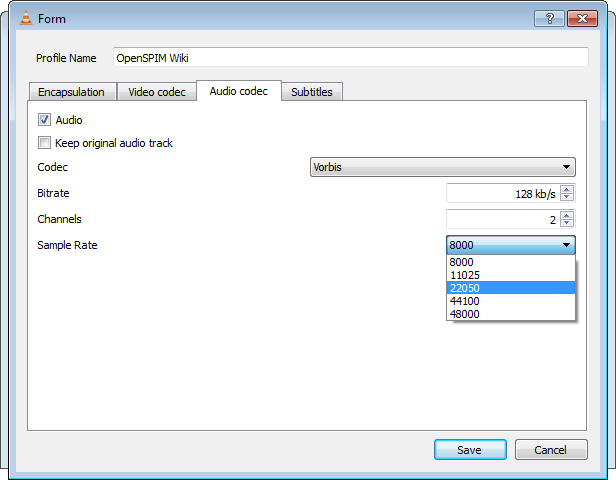 Form
Profile Name OpenSPIM Wiki
Encapsulation Video codec Audio codec Subtitles
Audio
Keep original audio track
Codec Vorbis
Bitrate 128 kb/s
Channels 2
Sample Rate 8000
8000
11025
22050
44100
48000
Save Cancel